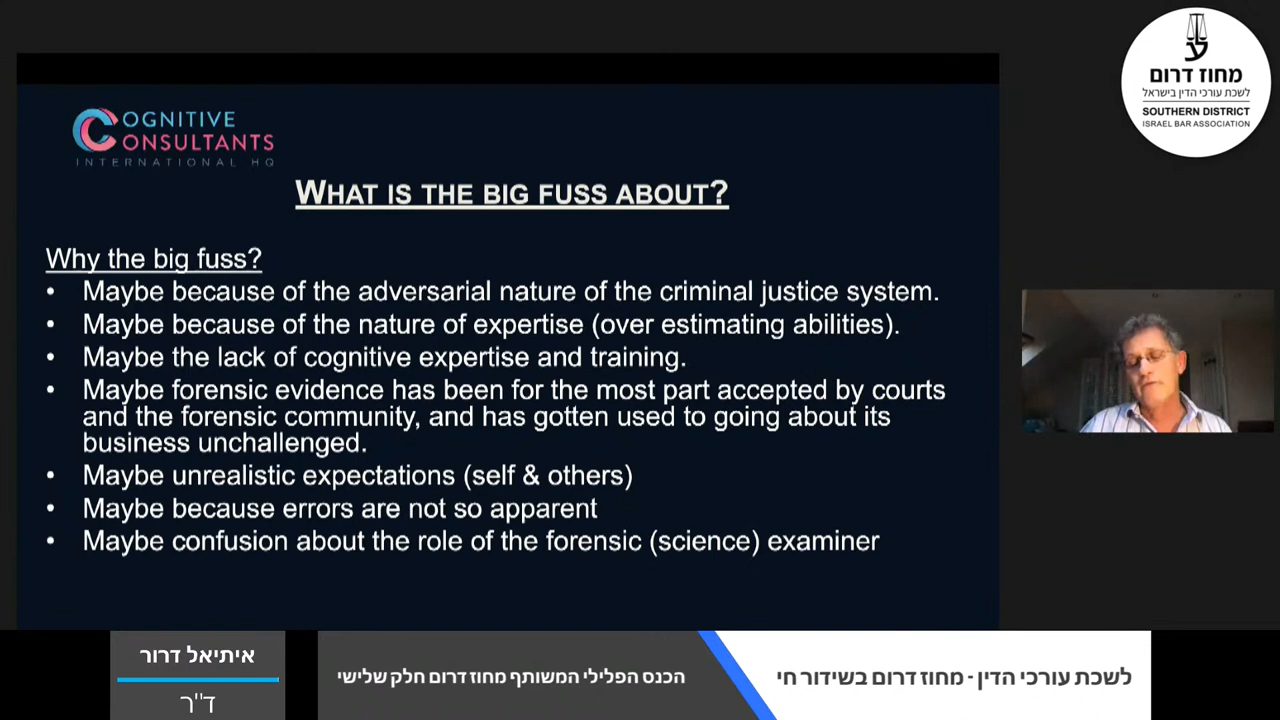 COGNITIVE
CONSULTANTS
INTERNATIONAL HQ
WHAT IS THE BIG FUSS ABOUT?
Why the big fuss?
• Maybe because of the adversarial nature of the criminal justice system.
• Maybe because of the nature of expertise (over estimating abilities).
• Maybe the lack of cognitive expertise and training.
• Maybe forensic evidence has been for the most part accepted by courts
and the forensic community, and has gotten used to going about its
business unchallenged.
• Maybe unrealistic expectations (self & others)
• Maybe because errors are not so apparent
• Maybe confusion about the role of the forensic (science) examiner
מחוז דרום
לשכת עורכי הדין בישראל
SOUTHERN DISTRICT
ISRAEL BAR ASSOCIATION
לשכת עורכי הדין - מחוז דרום בשידור חי
הכנס הפלילי המשותף מחוז דרום חלק שלישי
איתיאל דרור
ד"ר